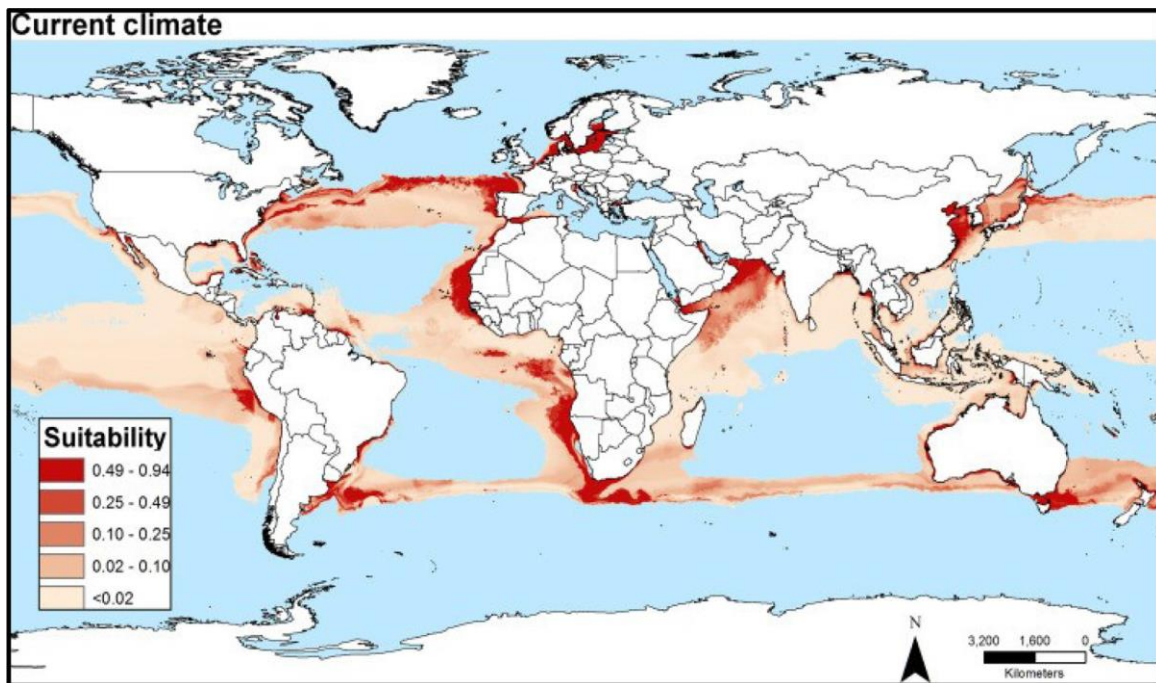 Current climate
Suitability
0.49 - 0.94
0.25 - 0.49
0.10 - 0.25
0.02 - 0.10
<0.02
N
3,200 1,600 0
Kilometers